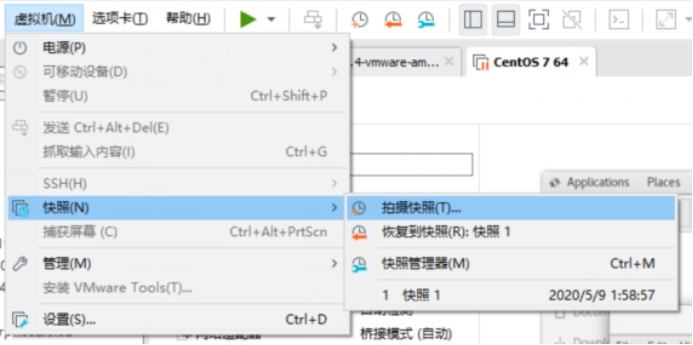 虚拟机(M) 选项卡(T) 帮助(H)
.4-vmware-am... CentOS 7 64
电源(P)
可移动设备(D)
暂停(U) Ctrl+Shift+P
发送 Ctrl+Alt+Del(E)
抓取输入内容(I) Ctrl+G
SSH(H)
快照(N)
捕获屏幕 (C) Ctrl+Alt+PrtScn
管理(M)
安装 VMware Tools(T)...
设置(S)... Ctrl+D
Applications Places
拍摄快照(T)...
恢复到快照(R): 快照 1
快照管理器(M) Ctrl+M
1 快照 1 2020/5/9 1:58:57
桥接模式 (自动)